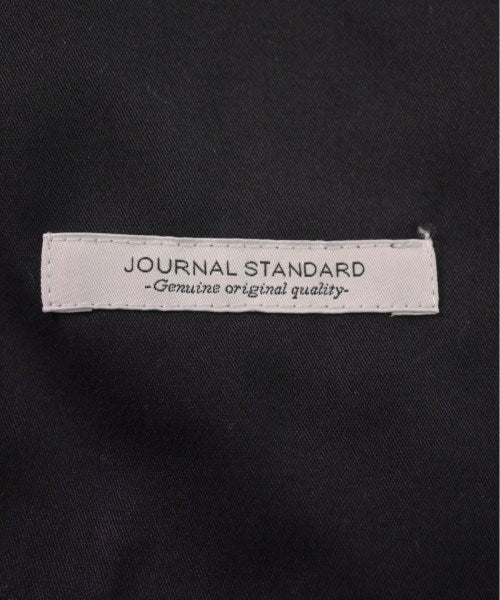 JOURNAL STANDARD
-Genuine original quality-